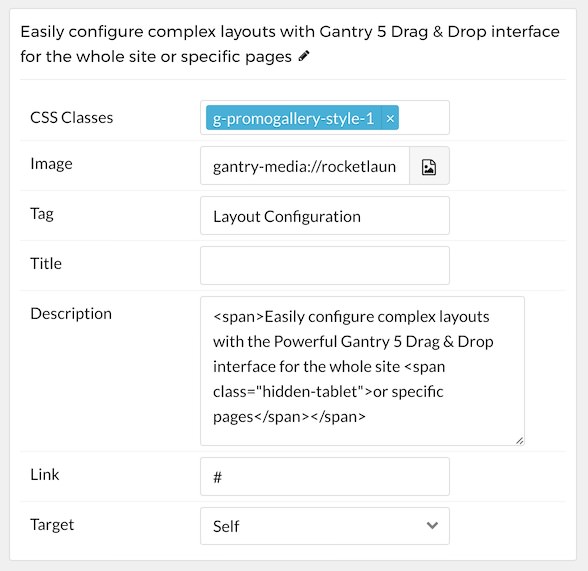 Easily configure complex layouts with Gantry 5 Drag & Drop interface
for the whole site or specific pages
CSS Classes
g-promogallery-style-1 ×
Image
gantry-media://rocketlaun
Tag
Layout Configuration
Title
Description
<span>Easily configure complex layouts
with the Powerful Gantry 5 Drag & Drop
interface for the whole site <span
class="hidden-tablet">or specific
pages</span></span>
Link
#
Target
Self